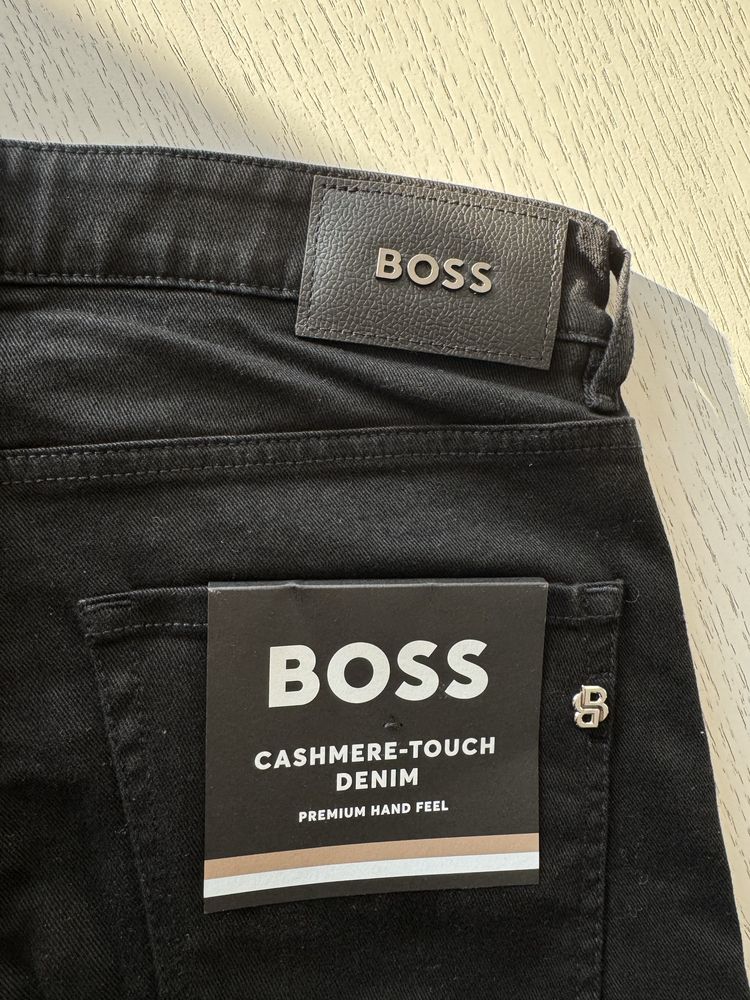 BOSS
BOSS
CASHMERE-TOUCH
DENIM
PREMIUM HAND FEEL